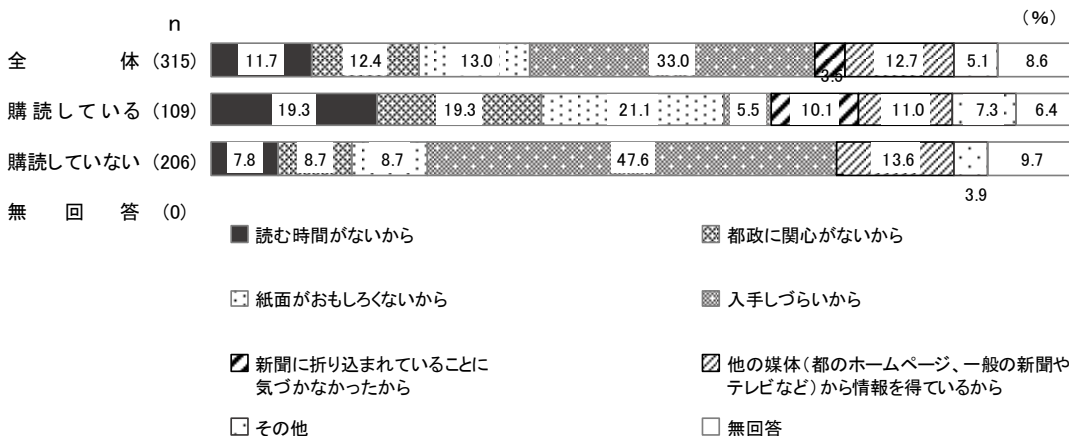 n
(%)
全体 (315) 11.7 12.4 13.0 33.0 3.5 12.7 5.1 8.6
購読している (109) 19.3 19.3 21.1 5.5 10.1 11.0 7.3 6.4
購読していない (206) 7.8 8.7 8.7 47.6 13.6 3.9 9.7
無回答 (0)
読む時間がないから
都政に関心がないから
紙面がおもしろくないから
入手しづらいから
新聞に折り込まれていることに
気づかなかったから
他の媒体(都のホームページ、一般の新聞や
テレビなど)から情報を得ているから
その他
無回答